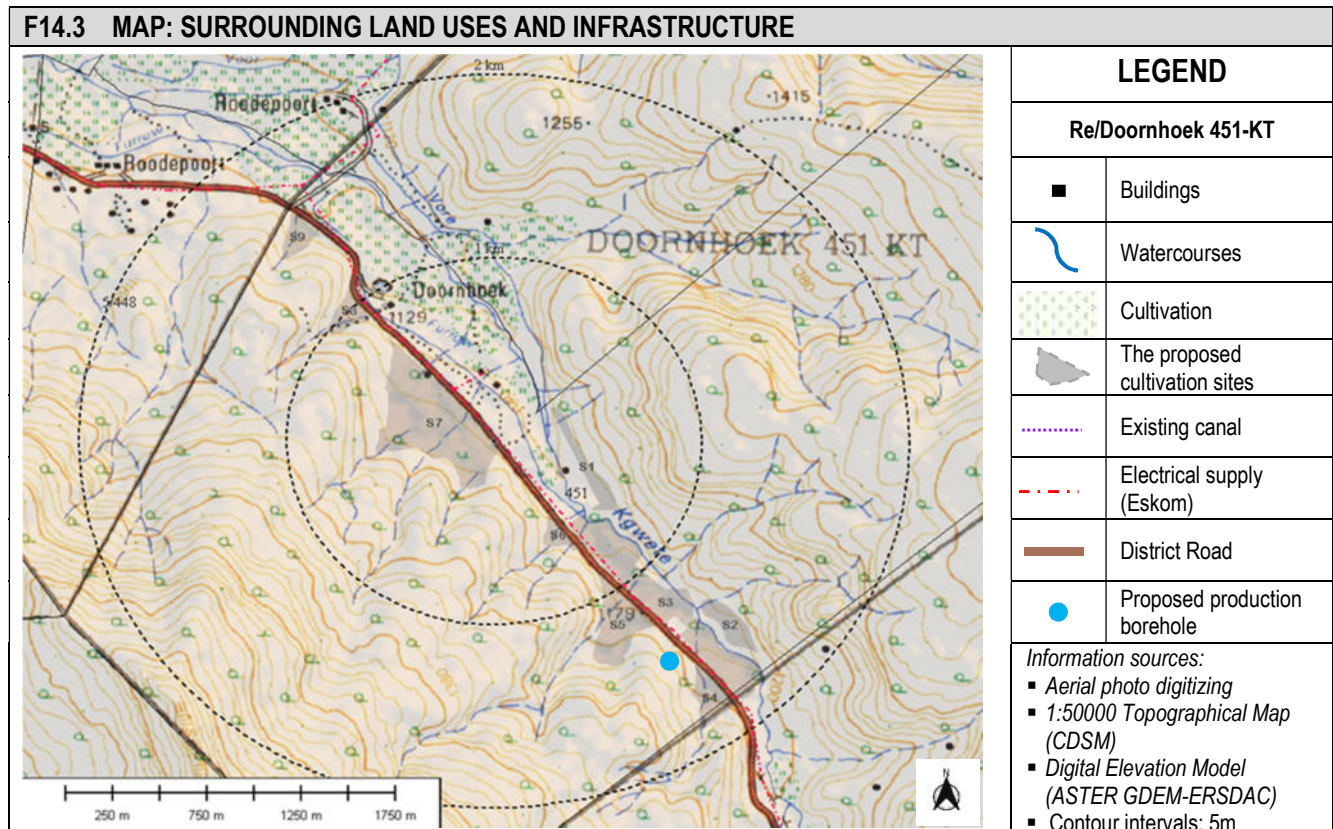 F14.3 MAP: SURROUNDING LAND USES AND INFRASTRUCTURE
2 km
Roodepoort
1415
1255
Furrow
Roodepoort
Vore
S9
DOORNHOEK 451 KT
1 km
Doornhoek
1129
S7
S1
451
Kgwete
S6
179
S3
S5
S2
S4
1080
250 m 750 m 1250 m 1750 m
N
LEGEND
Re/Doornhoek 451-KT
Buildings
Watercourses
Cultivation
The proposed
cultivation sites
Existing canal
Electrical supply
(Eskom)
District Road
Proposed production
borehole
Information sources:
▪ Aerial photo digitizing
▪ 1:50000 Topographical Map
(CDSM)
▪ Digital Elevation Model
(ASTER GDEM-ERSDAC)
▪ Contour intervals: 5m